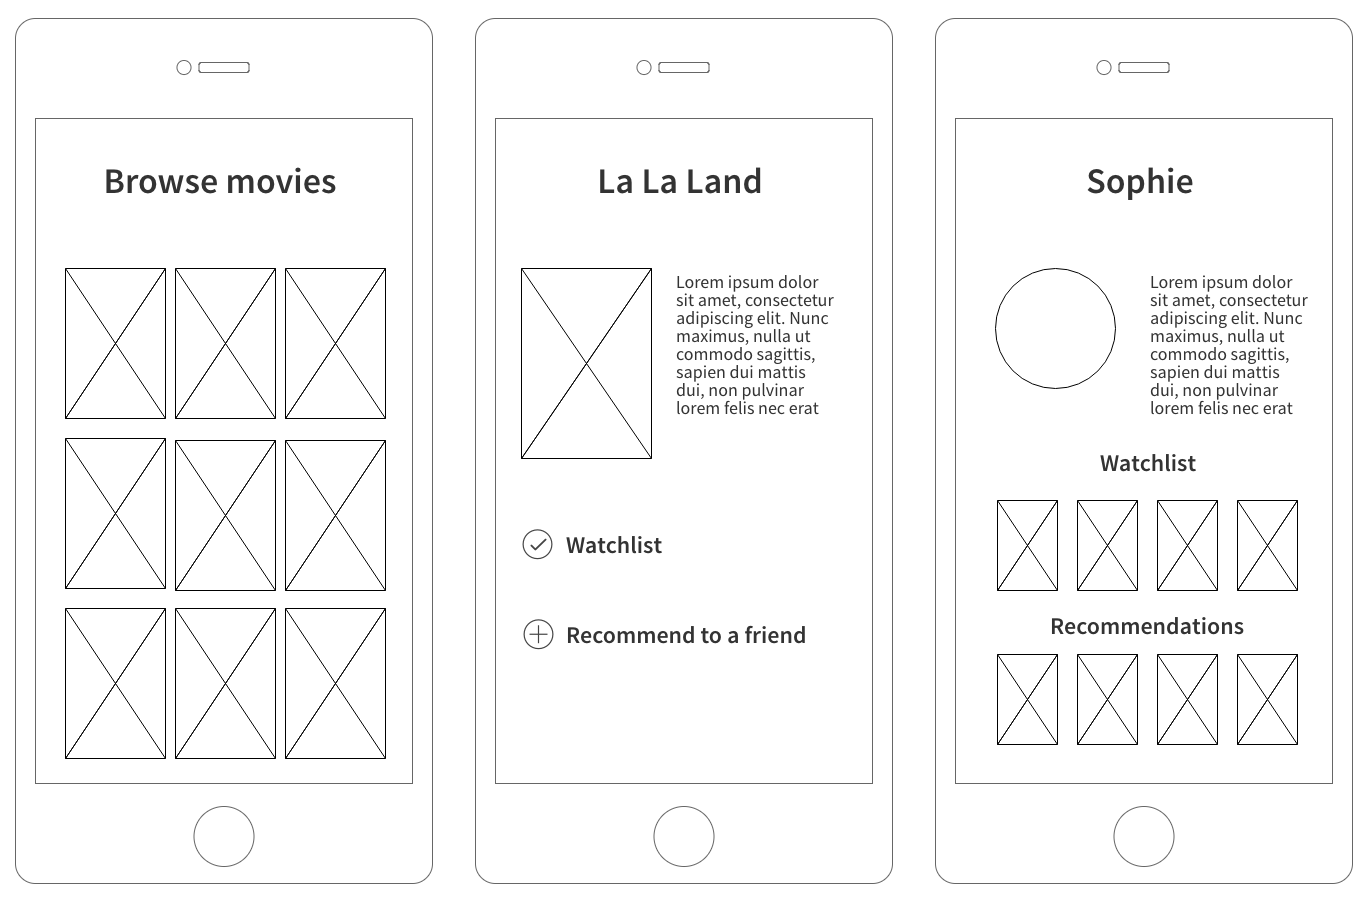 Browse movies
La La Land
Lorem ipsum dolor
sit amet, consectetur
adipiscing elit. Nunc
maximus, nulla ut
commodo sagittis,
sapien dui mattis
dui, non pulvinar
lorem felis nec erat
Watchlist
Recommend to a friend
Sophie
Lorem ipsum dolor
sit amet, consectetur
adipiscing elit. Nunc
maximus, nulla ut
commodo sagittis,
sapien dui mattis
dui, non pulvinar
lorem felis nec erat
Watchlist
Recommendations